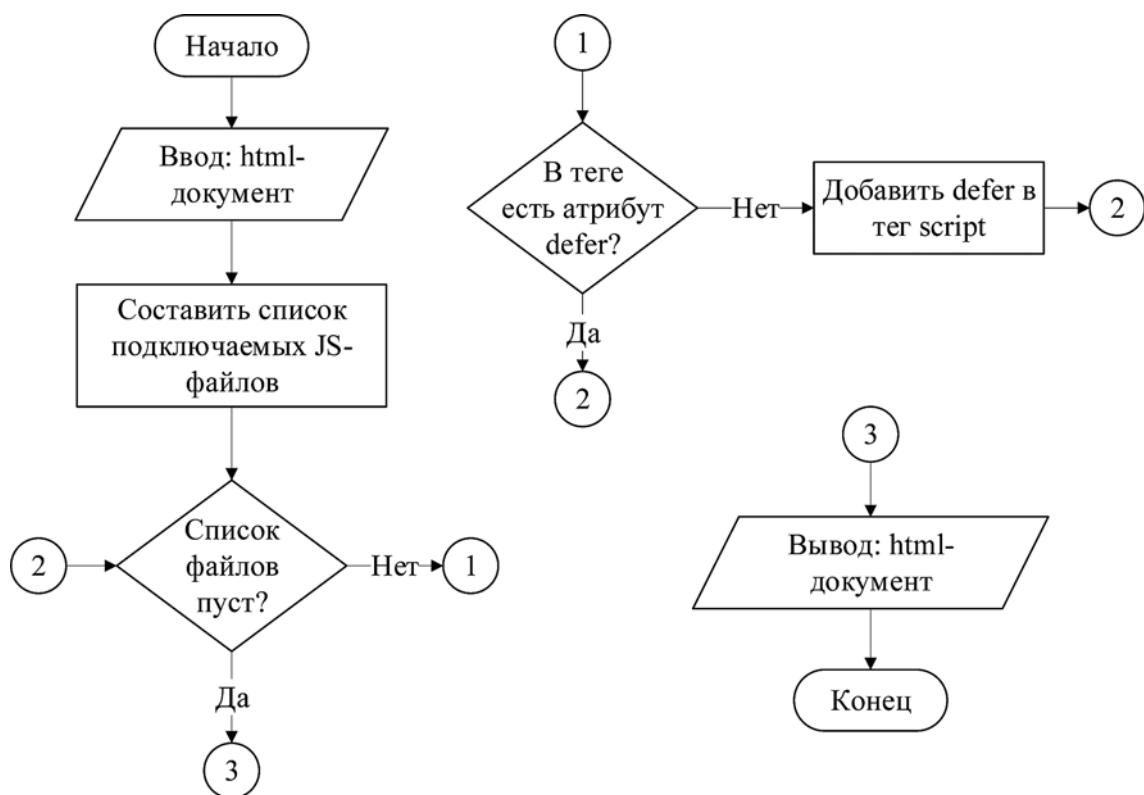 Начало
Ввод: html-
документ
Составить список
подключаемых JS-
файлов
2
Список
файлов
пуст?
Нет
1
Да
3
1
В теге
есть атрибут
defer?
Нет
Добавить defer в
тег script
2
Да
2
3
Вывод: html-
документ
Конец